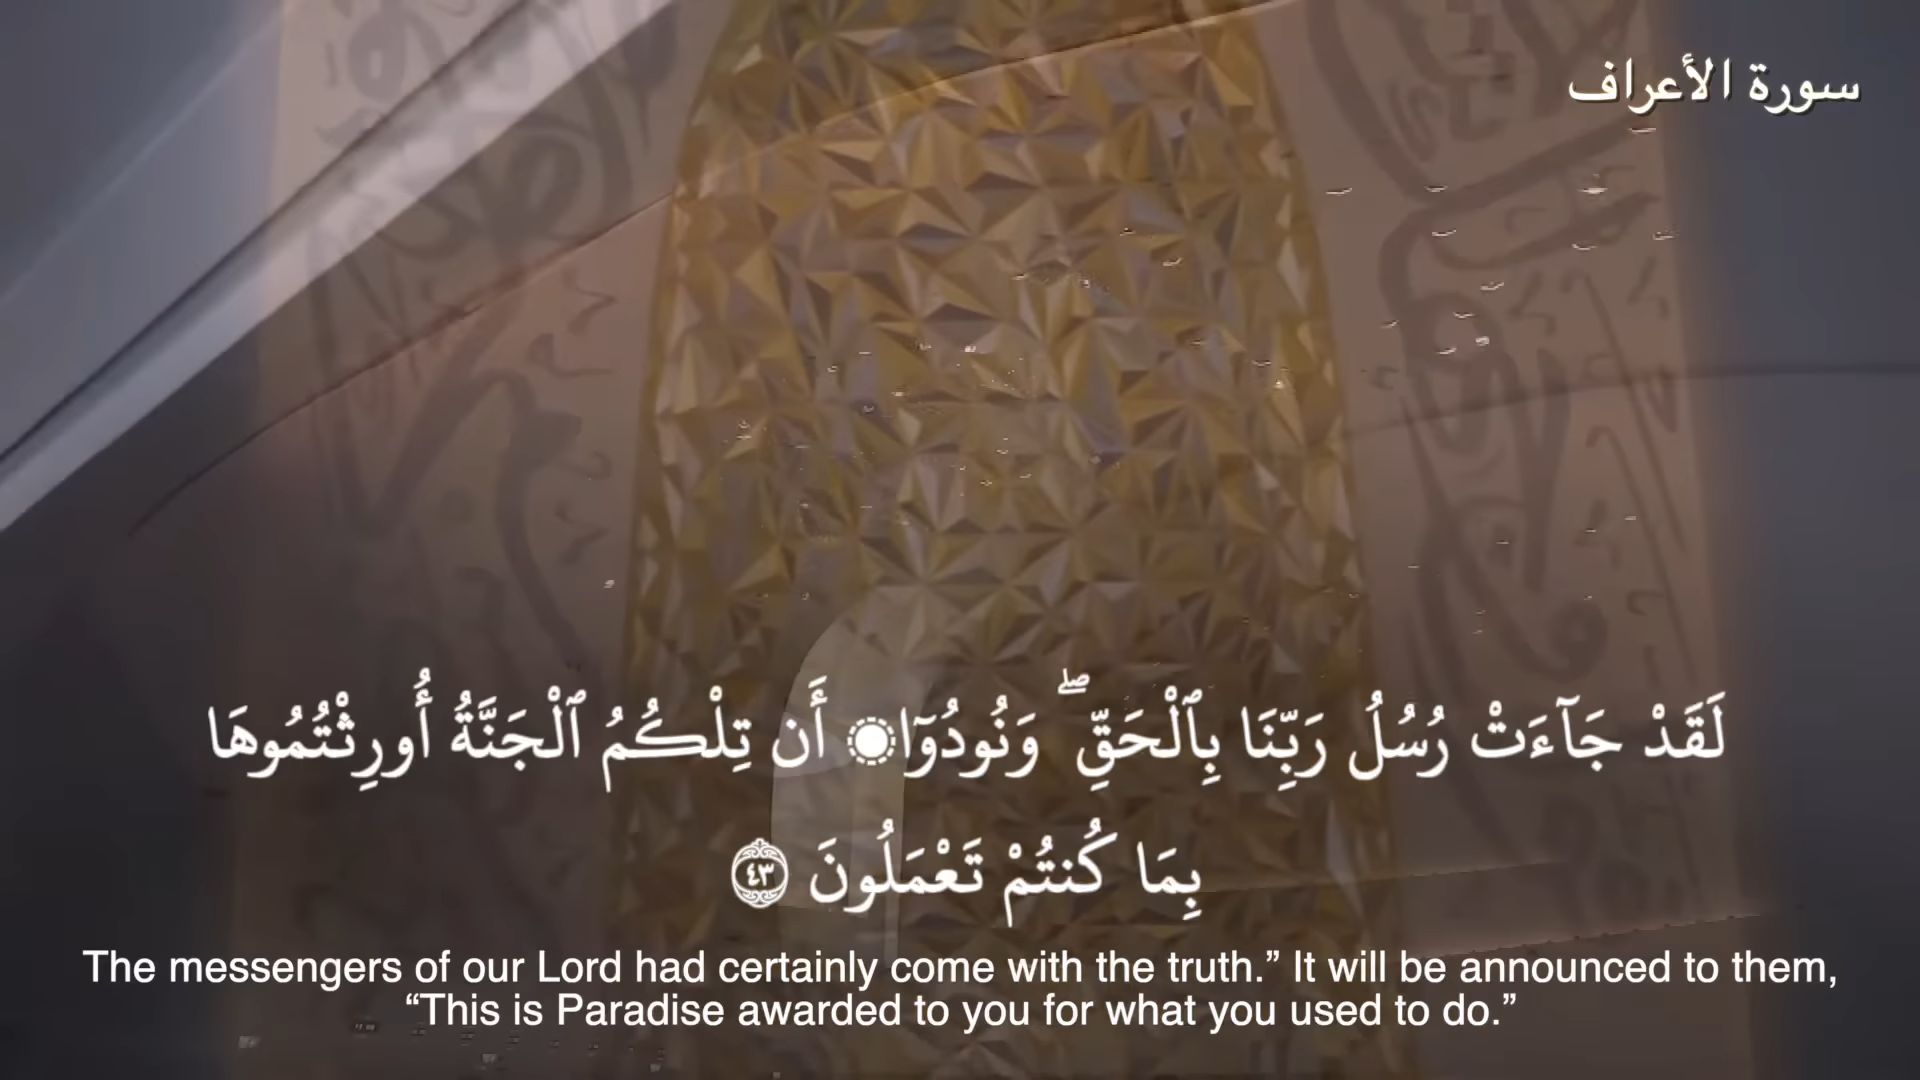 سورة الأعراف
لَقَدْ جَآءَتْ رُسُلُ رَبِّنَا بِٱلْحَقِّ ۖ وَنُودُوٓا۟ أَن تِلْكُمُ ٱلْجَنَّةُ أُورِثْتُمُوهَا
بِمَا كُنتُمْ تَعْمَلُونَ ٤٣
The messengers of our Lord had certainly come with the truth.” It will be announced to them,
“This is Paradise awarded to you for what you used to do.”